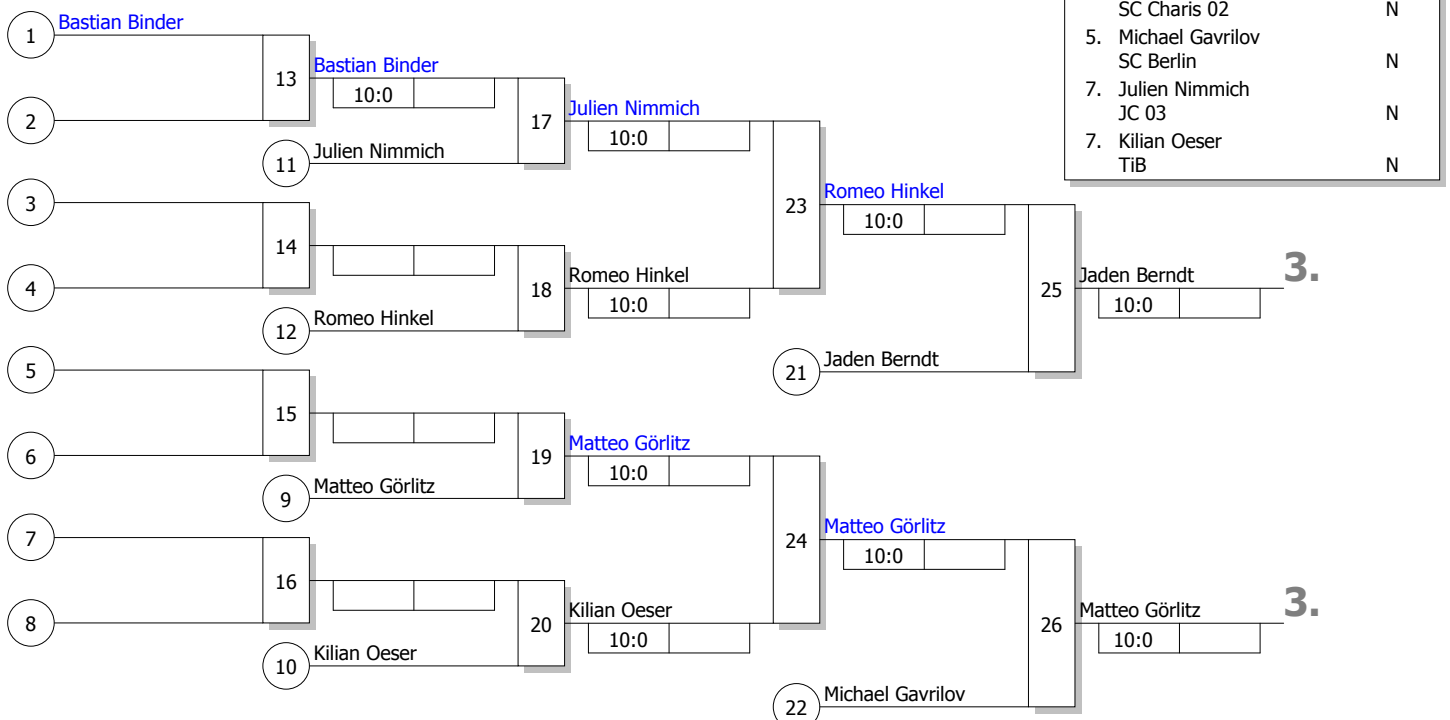 SC Charis 02 N
5. Michael Gavrilov
SC Berlin N
7. Julien Nimmich
JC 03 N
7. Kilian Oeser
TiB N
1 Bastian Binder
13 Bastian Binder
10:0
2
17 Julien Nimmich
10:0
11 Julien Nimmich
3
23 Romeo Hinkel
10:0
14
4
18 Romeo Hinkel
10:0
12 Romeo Hinkel
25 Jaden Berndt 3.
10:0
5
21 Jaden Berndt
15
6
19 Matteo Görlitz
10:0
9 Matteo Görlitz
7
24 Matteo Görlitz
10:0
16
8
20 Kilian Oeser
10:0
10 Kilian Oeser
26 Matteo Görlitz 3.
10:0
22 Michael Gavrilov